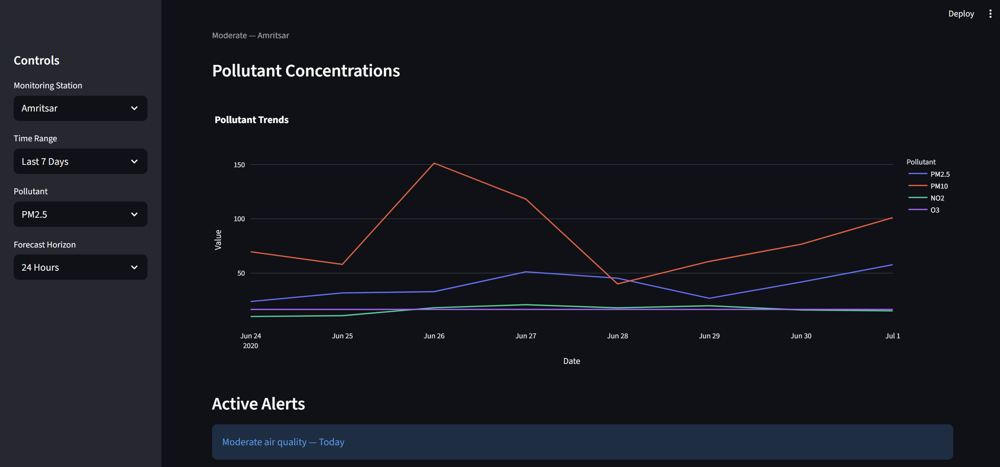 Deploy
Controls
Monitoring Station
Amritsar
Time Range
Last 7 Days
Pollutant
PM2.5
Forecast Horizon
24 Hours
Moderate — Amritsar
Pollutant Concentrations
Pollutant Trends
150
100
50
Value
Jun 24
2020
Jun 25
Jun 26
Jun 27
Jun 28
Jun 29
Jun 30
Jul 1
Date
Pollutant
PM2.5
PM10
NO2
O3
Active Alerts
Moderate air quality — Today